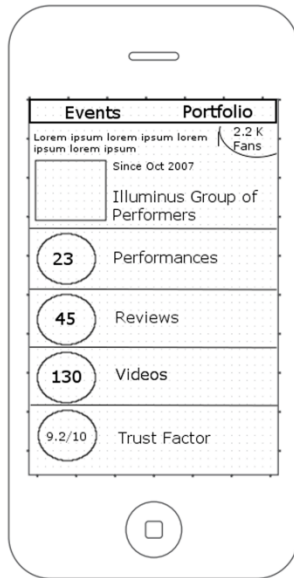 Events Portfolio
Lorem ipsum lorem ipsum lorem
ipsum lorem ipsum
2.2 K
Fans
Since Oct 2007
Illuminus Group of
Performers
23 Performances
45 Reviews
130 Videos
9.2/10 Trust Factor